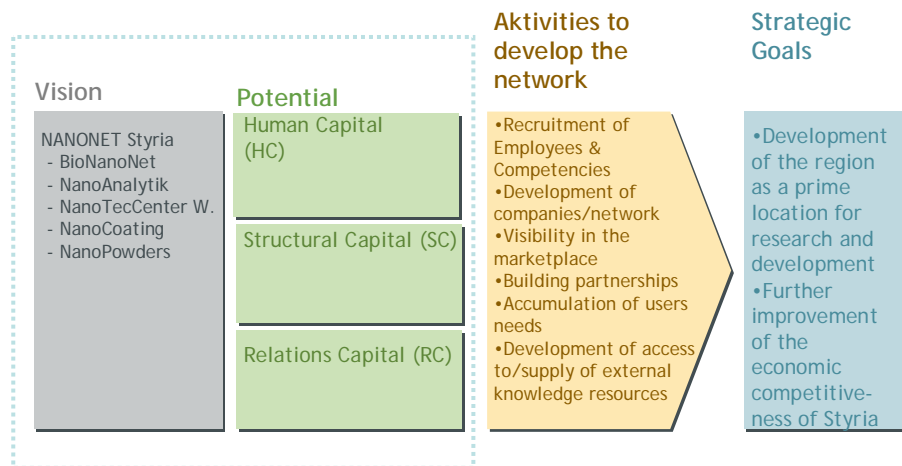 Vision
NANONET Styria
- BioNanoNet
- NanoAnalytik
- NanoTecCenter W.
- NanoCoating
- NanoPowders
Potential
Human Capital
(HC)
Structural Capital (SC)
Relations Capital (RC)
Aktivities to
develop the
network
•Recruitment of
Employees &
Competencies
•Development of
companies/network
•Visibility in the
marketplace
•Building partnerships
•Accumulation of users
needs
•Development of access
to/supply of external
knowledge resources
Strategic
Goals
•Development
of the region
as a prime
location for
research and
development
•Further
improvement
of the
economic
competitive-
ness of Styria